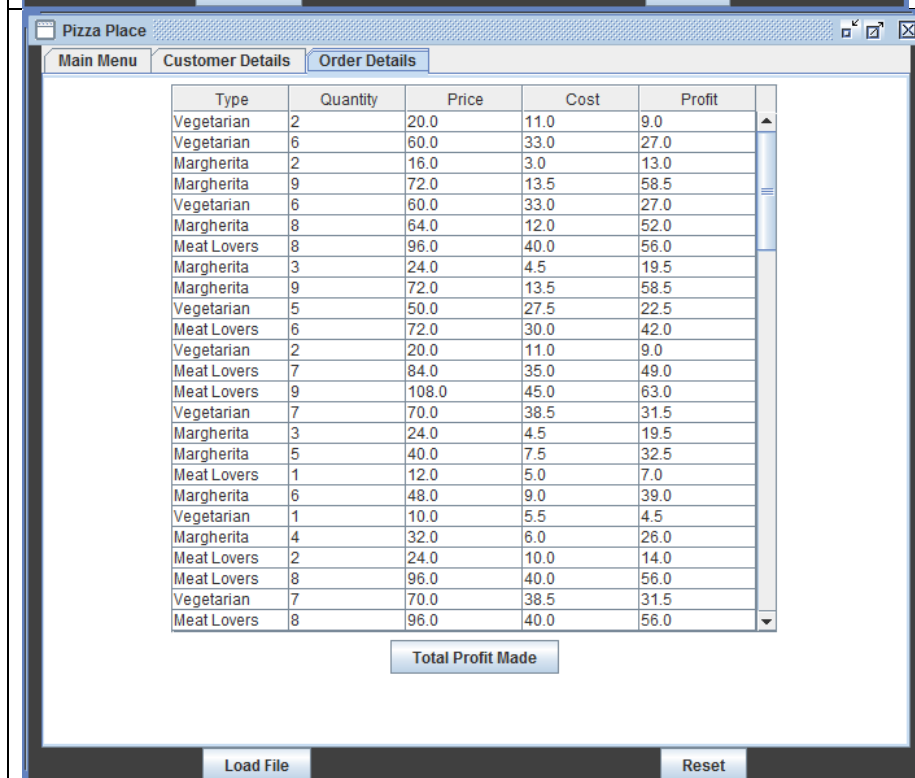 Pizza Place
Main Menu Customer Details Order Details
Type Quantity Price Cost Profit
Vegetarian 2 20.0 11.0 9.0
Vegetarian 6 60.0 33.0 27.0
Margherita 2 16.0 3.0 13.0
Margherita 9 72.0 13.5 58.5
Vegetarian 6 60.0 33.0 27.0
Margherita 8 64.0 12.0 52.0
Meat Lovers 8 96.0 40.0 56.0
Margherita 3 24.0 4.5 19.5
Margherita 9 72.0 13.5 58.5
Vegetarian 5 50.0 27.5 22.5
Meat Lovers 6 72.0 30.0 42.0
Vegetarian 2 20.0 11.0 9.0
Meat Lovers 7 84.0 35.0 49.0
Meat Lovers 9 108.0 45.0 63.0
Vegetarian 7 70.0 38.5 31.5
Margherita 3 24.0 4.5 19.5
Margherita 5 40.0 7.5 32.5
Meat Lovers 1 12.0 5.0 7.0
Margherita 6 48.0 9.0 39.0
Vegetarian 1 10.0 5.5 4.5
Margherita 4 32.0 6.0 26.0
Meat Lovers 2 24.0 10.0 14.0
Meat Lovers 8 96.0 40.0 56.0
Vegetarian 7 70.0 38.5 31.5
Meat Lovers 8 96.0 40.0 56.0
Total Profit Made
Load File Reset